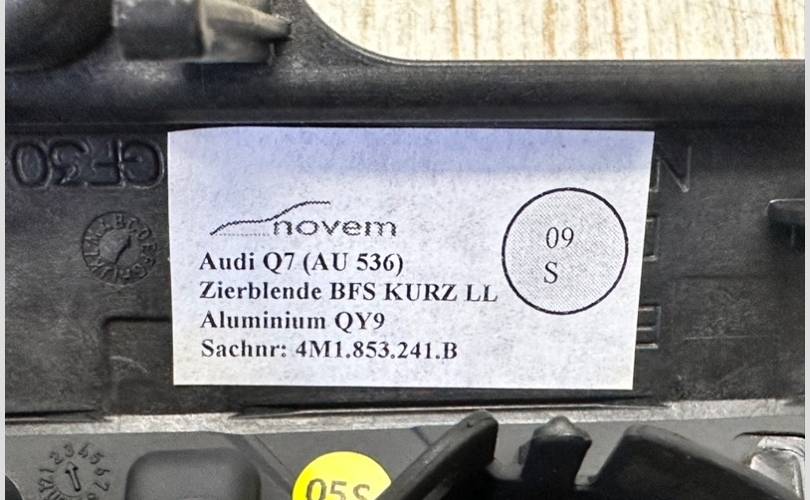 GF30
novem
Audi Q7 (AU 536)
Zierblende BFS KURZ LL
Aluminium QY9
Sachnr: 4M1.853.241.B
09
S
05S